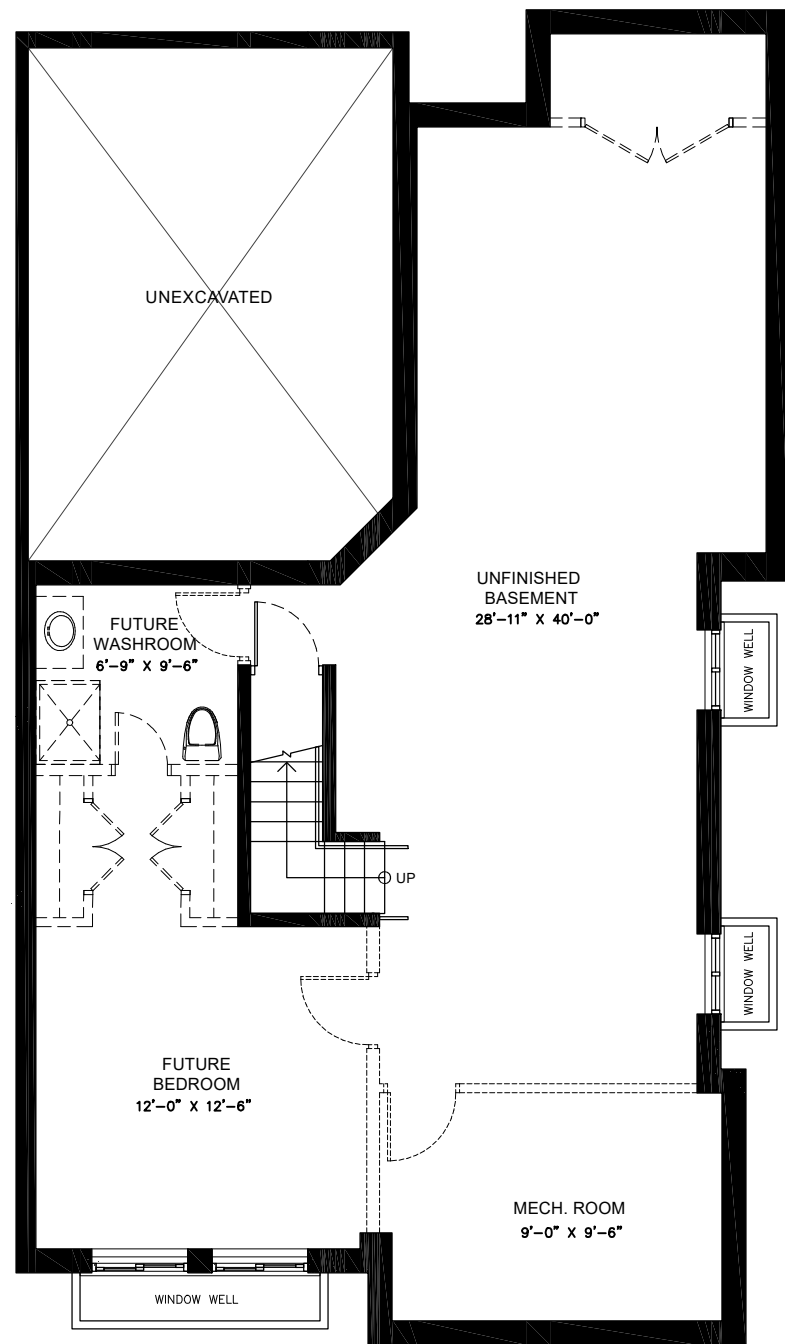 UNEXCAVATED
UNFINISHED
BASEMENT
28'-11" X 40'-0"
FUTURE
WASHROOM
6'-9" X 9'-6"
WINDOW WELL
UP
WINDOW WELL
FUTURE
BEDROOM
12'-0" X 12'-6"
MECH. ROOM
9'-0" X 9'-6"
WINDOW WELL